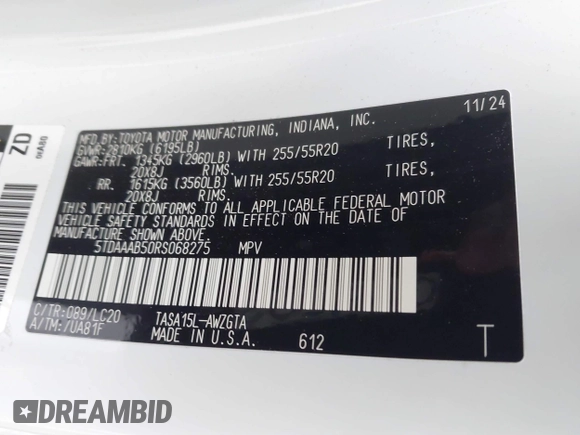 ZD
0HA80
11/24
MFD.BY:TOYOTA MOTOR MANUFACTURING, INDIANA, INC.
GVWR:2810KG (6195LB)
GAWR:FRT. 1345KG (2960LB) WITH 255/55R20 TIRES,
20X8J RIMS.
RR. 1615KG (3560LB) WITH 255/55R20 TIRES,
20X8J RIMS.
THIS VEHICLE CONFORMS TO ALL APPLICABLE FEDERAL MOTOR
VEHICLE SAFETY STANDARDS IN EFFECT ON THE DATE OF
MANUFACTURE SHOWN ABOVE.
5TDAAAB50RS068275 MPV
C/TR:089/LC20 TASA15L-AWZGTA
A/TM:/UA81F MADE IN U.S.A. 612 T
DREAMBID